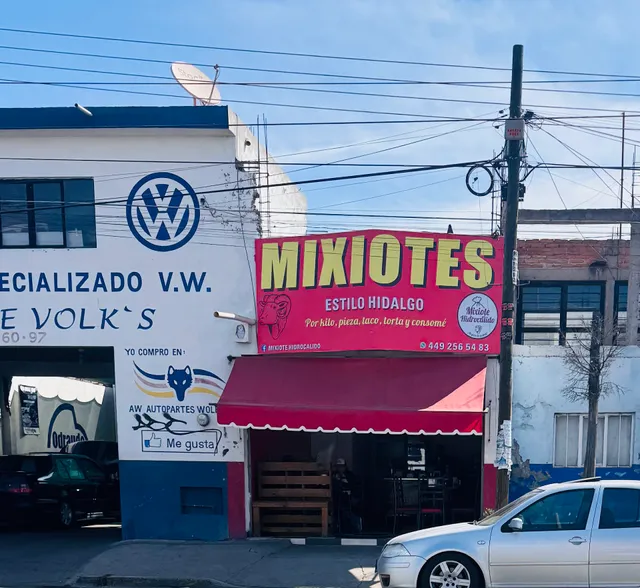 ECIALIZADO V.W.
E VOLK`S
60·97
YO COMPRO EN:
AW AUTOPARTES WOL
Me gusta
MIXIOTES
ESTILO HIDALGO
Por kilo, pieza, taco, torta y consomé
Mixiote
Hidrocálido
MIXIOTE.HIDROCALIDO
449 256 54 83